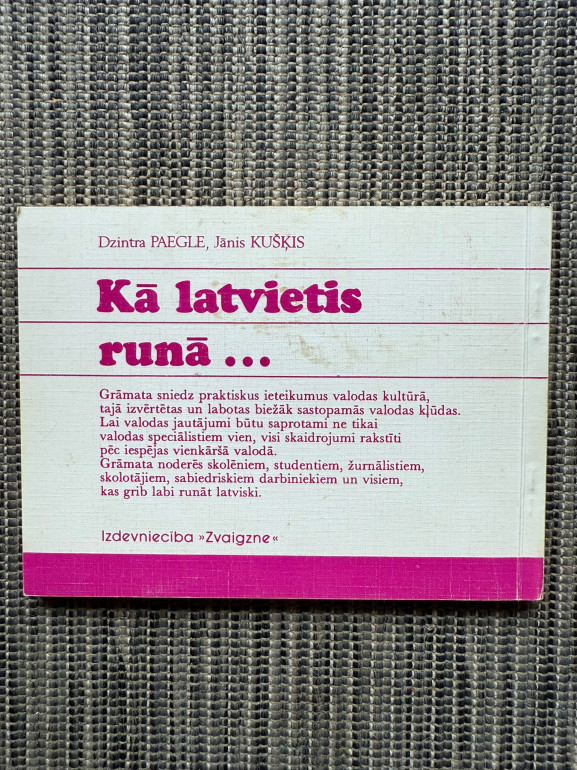 Dzintra PAEGLE, Jānis KUŠĶIS
Kā latvietis
runā ...
Grāmata sniedz praktiskus ieteikumus valodas kultūrā,
tajā izvērtētas un labotas biežāk sastopamās valodas kļūdas.
Lai valodas jautājumi būtu saprotami ne tikai
valodas speciālistiem vien, visi skaidrojumi rakstīti
pēc iespējas vienkāršā valodā.
Grāmata noderēs skolēniem, studentiem, žurnālistiem,
skolotājiem, sabiedriskiem darbiniekiem un visiem,
kas grib labi runāt latviski.
Izdevniecība »Zvaigzne«